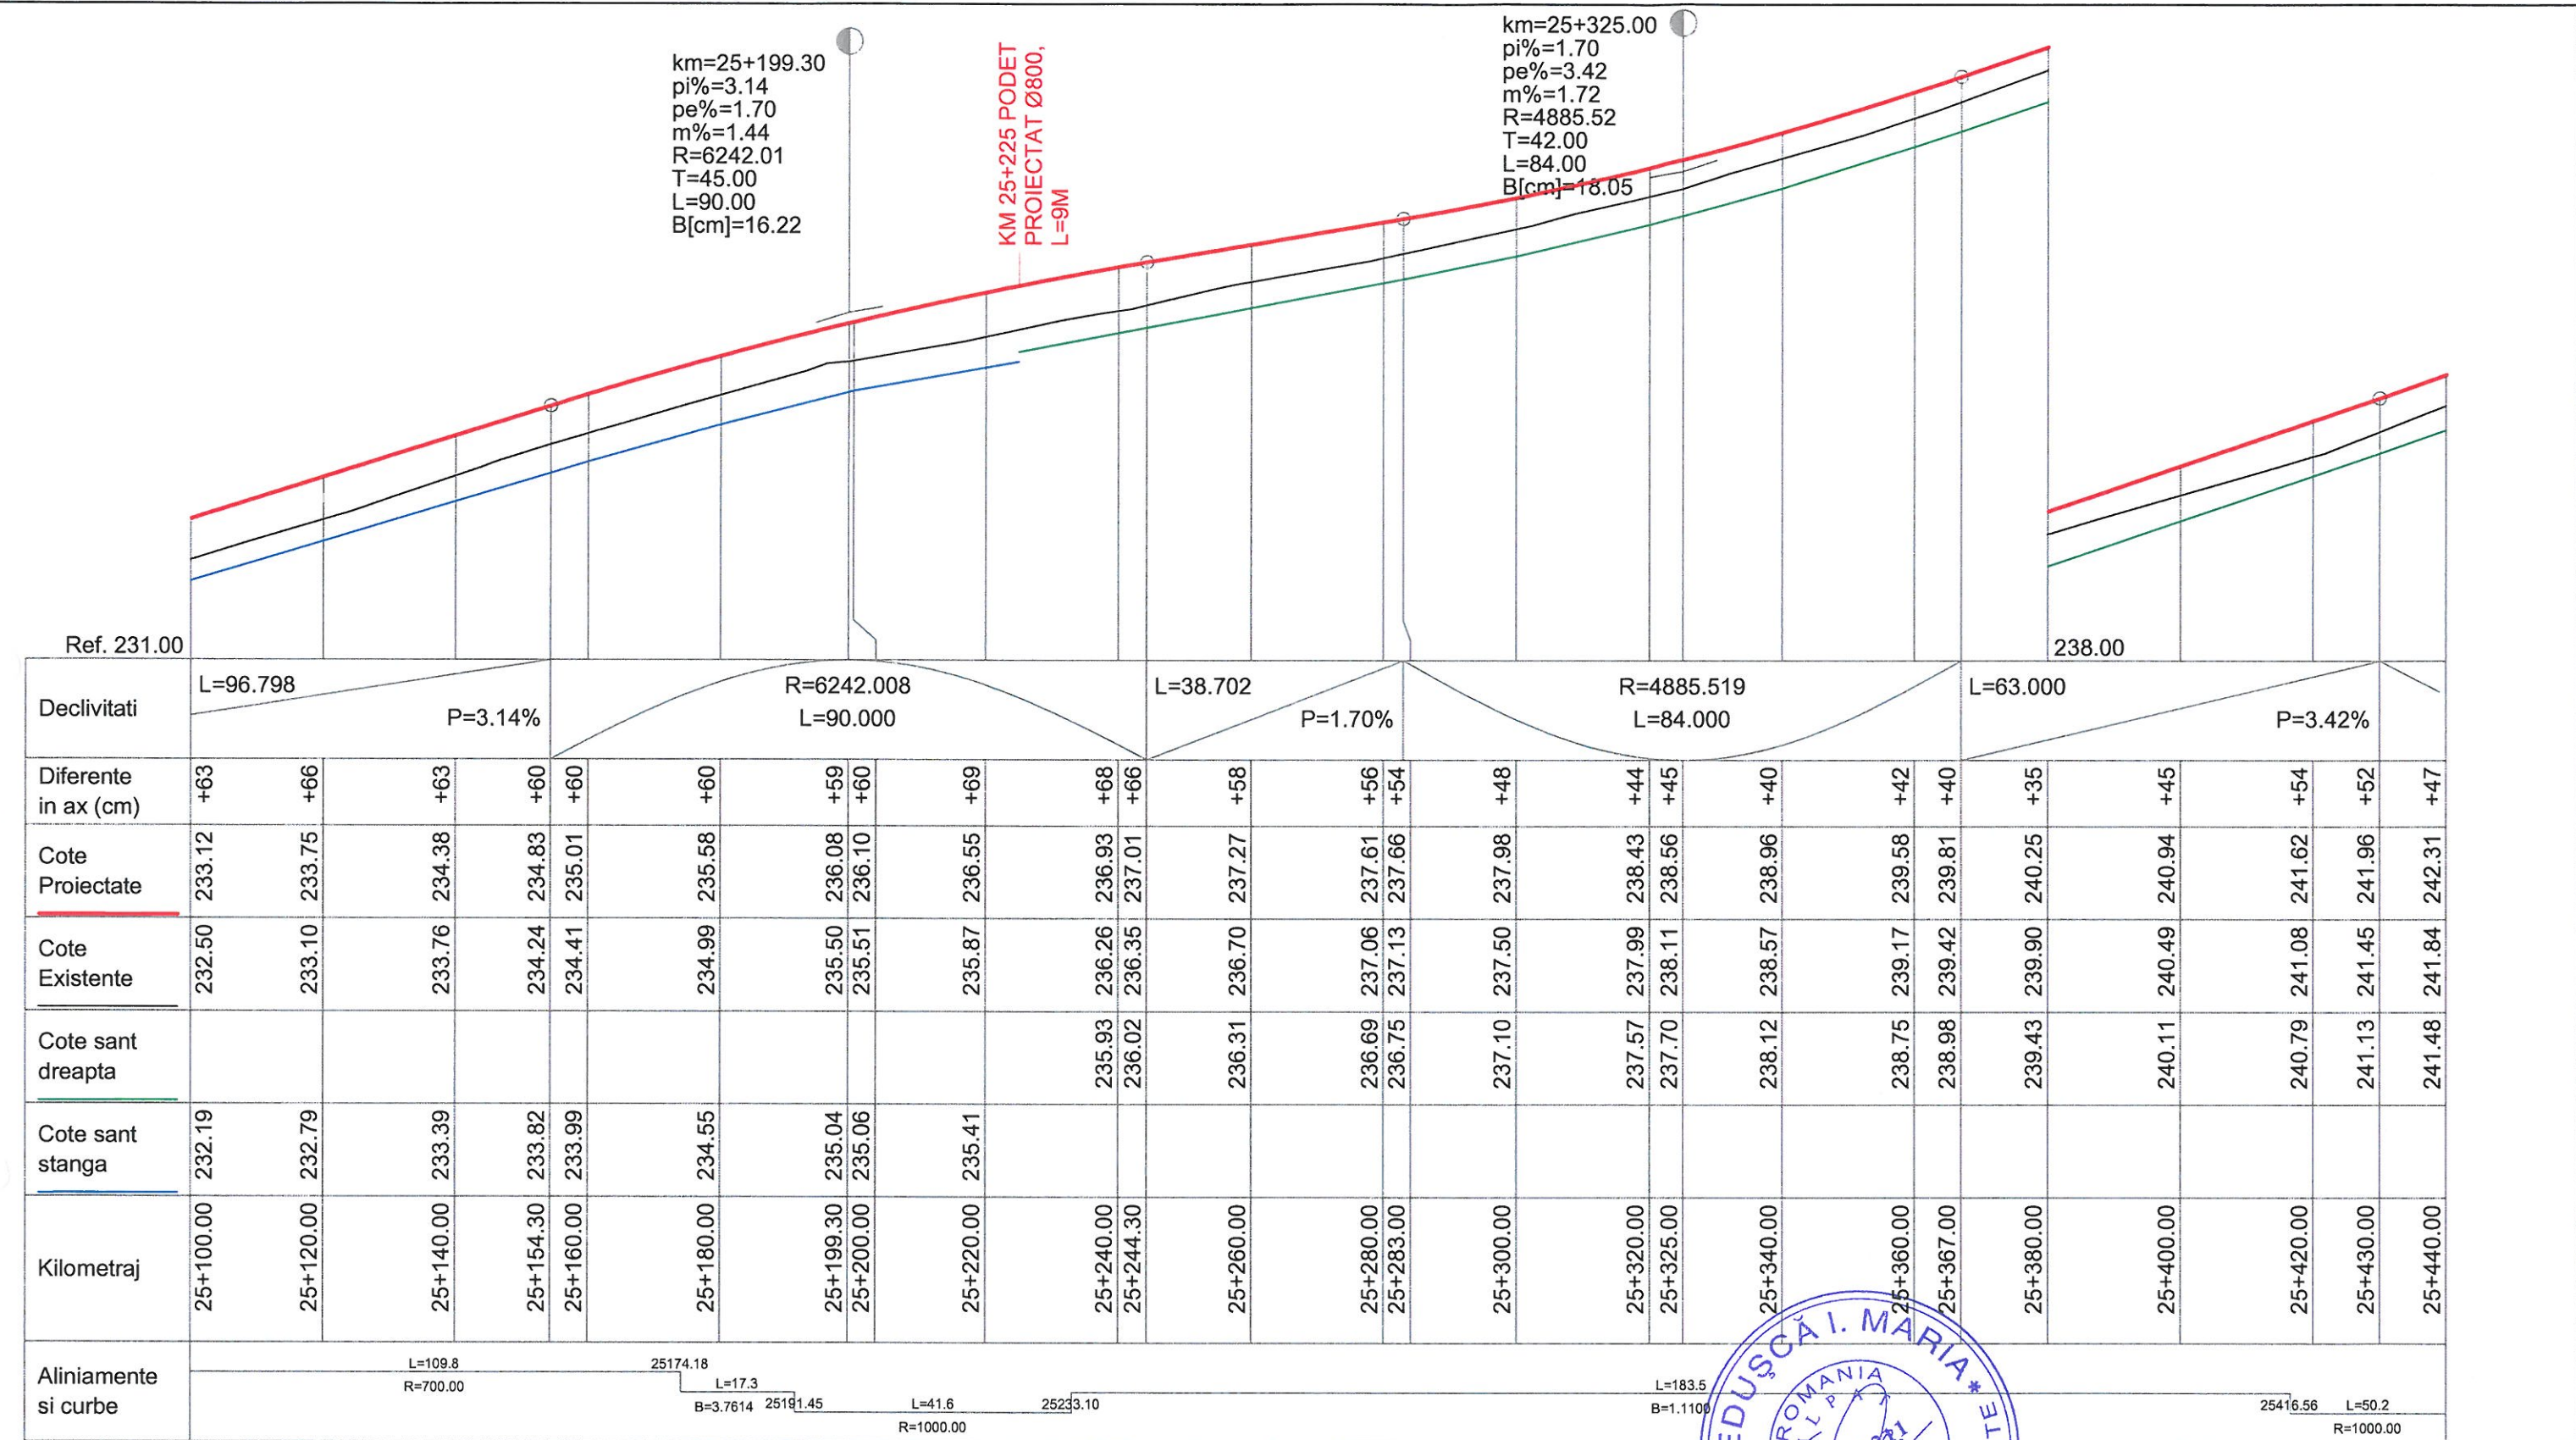 km=25+199.30
pi%=3.14
pe%=1.70
m%=1.44
R=6242.01
T=45.00
L=90.00
B[cm]=16.22
KM 25+225 PODET
PROIECTAT Ø800,
L=9M
km=25+325.00
pi%=1.70
pe%=3.42
m%=1.72
R=4885.52
T=42.00
L=84.00
B[cm]=18.05
Ref. 231.00
238.00
Declivitati
L=96.798
P=3.14%
R=6242.008
L=90.000
L=38.702
P=1.70%
R=4885.519
L=84.000
L=63.000
P=3.42%
Diferente
in ax (cm)
+63 +66 +63 +60 +60 +60 +59 +60 +69 +68 +66 +58 +56 +54 +48 +44 +45 +40 +42 +40 +35 +45 +54 +52 +47
Cote
Proiectate
233.12 233.75 234.38 234.83 235.01 235.58 236.08 236.10 236.55 236.93 237.01 237.27 237.61 237.66 237.98 238.43 238.56 238.96 239.58 239.81 240.25 240.94 241.62 241.96 242.31
Cote
Existente
232.50 233.10 233.76 234.24 234.41 234.99 235.50 235.51 235.87 236.26 236.35 236.70 237.06 237.13 237.50 237.99 238.11 238.57 239.17 239.42 239.90 240.49 241.08 241.45 241.84
Cote sant
dreapta
235.93 236.02 236.31 236.69 236.75 237.10 237.57 237.70 238.12 238.75 238.98 239.43 240.11 240.79 241.13 241.48
Cote sant
stanga
232.19 232.79 233.39 233.82 233.99 234.55 235.04 235.06 235.41
Kilometraj
25+100.00 25+120.00 25+140.00 25+154.30 25+160.00 25+180.00 25+199.30 25+200.00 25+220.00 25+240.00 25+244.30 25+260.00 25+280.00 25+283.00 25+300.00 25+320.00 25+325.00 25+340.00 25+360.00 25+367.00 25+380.00 25+400.00 25+420.00 25+430.00 25+440.00
Aliniamente
si curbe
L=109.8
R=700.00
25174.18
L=17.3
B=3.7614
25191.45
L=41.6
R=1000.00
25233.10
L=183.5
B=1.1100
25416.56
L=50.2
R=1000.00
I. MARIA*
ROMANIA